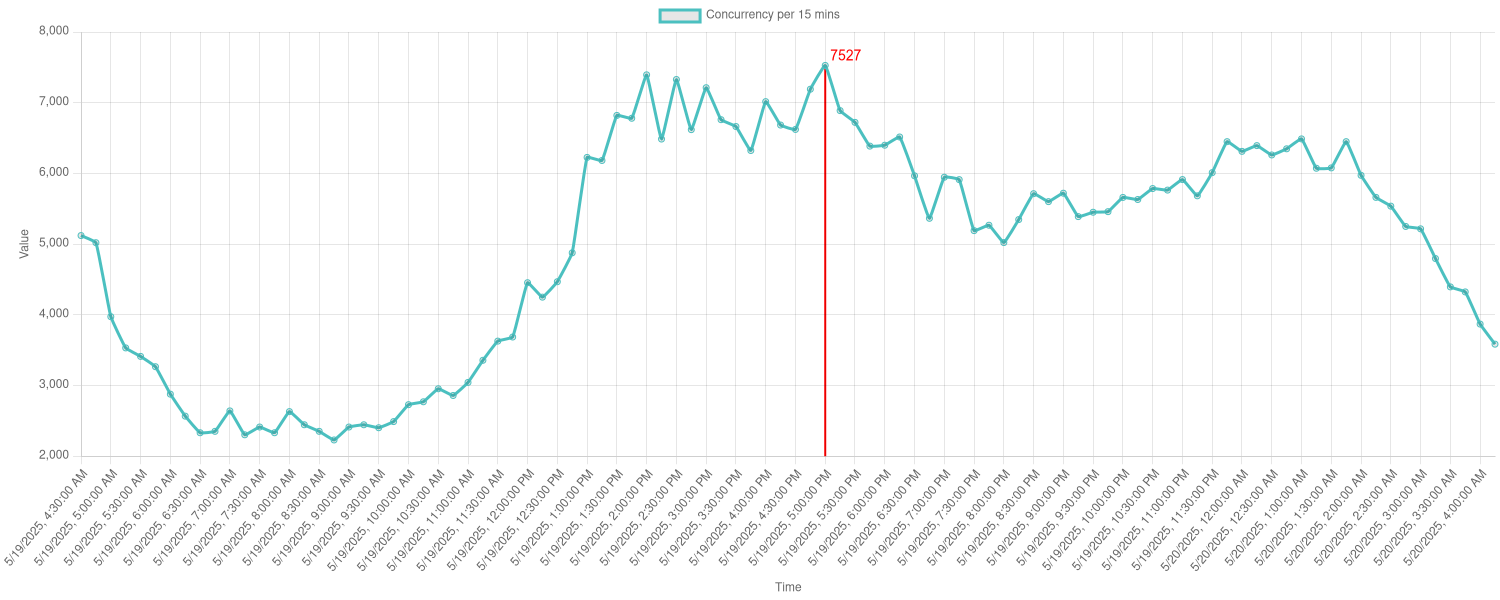 Concurrency per 15 mins
8,000
7527
7,000
6,000
5,000
4,000
3,000
2,000
Value
5/19/2025, 4:30:00 AM
5/19/2025, 5:00:00 AM
5/19/2025, 5:30:00 AM
5/19/2025, 6:00:00 AM
5/19/2025, 6:30:00 AM
5/19/2025, 7:00:00 AM
5/19/2025, 7:30:00 AM
5/19/2025, 8:00:00 AM
5/19/2025, 8:30:00 AM
5/19/2025, 9:00:00 AM
5/19/2025, 9:30:00 AM
5/19/2025, 10:00:00 AM
5/19/2025, 10:30:00 AM
5/19/2025, 11:00:00 AM
5/19/2025, 11:30:00 AM
5/19/2025, 12:00:00 PM
5/19/2025, 12:30:00 PM
5/19/2025, 1:00:00 PM
5/19/2025, 1:30:00 PM
5/19/2025, 2:00:00 PM
5/19/2025, 2:30:00 PM
5/19/2025, 3:00:00 PM
5/19/2025, 3:30:00 PM
5/19/2025, 4:00:00 PM
5/19/2025, 4:30:00 PM
5/19/2025, 5:00:00 PM
5/19/2025, 5:30:00 PM
5/19/2025, 6:00:00 PM
5/19/2025, 6:30:00 PM
5/19/2025, 7:00:00 PM
5/19/2025, 7:30:00 PM
5/19/2025, 8:00:00 PM
5/19/2025, 8:30:00 PM
5/19/2025, 9:00:00 PM
5/19/2025, 9:30:00 PM
5/19/2025, 10:00:00 PM
5/19/2025, 10:30:00 PM
5/19/2025, 11:00:00 PM
5/19/2025, 11:30:00 PM
5/20/2025, 12:00:00 AM
5/20/2025, 12:30:00 AM
5/20/2025, 1:00:00 AM
5/20/2025, 1:30:00 AM
5/20/2025, 2:00:00 AM
5/20/2025, 2:30:00 AM
5/20/2025, 3:00:00 AM
5/20/2025, 3:30:00 AM
5/20/2025, 4:00:00 AM
Time